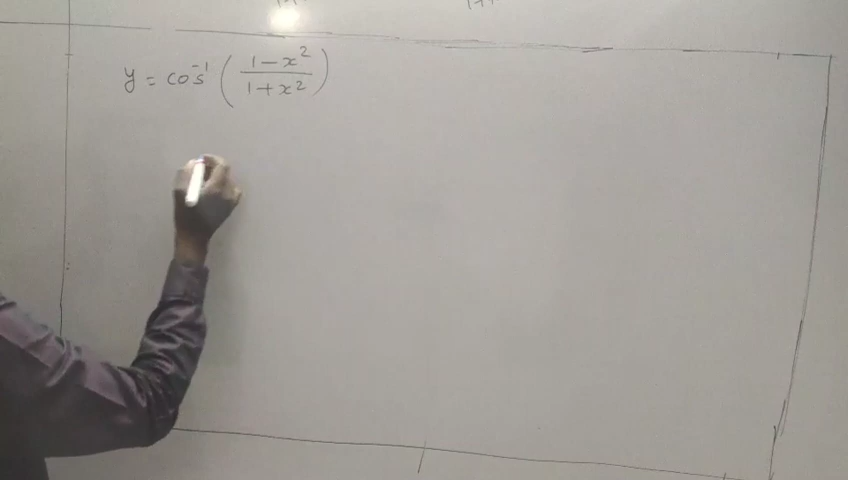 y = cos⁻¹ ( (1 - x²) / (1 + x²) )